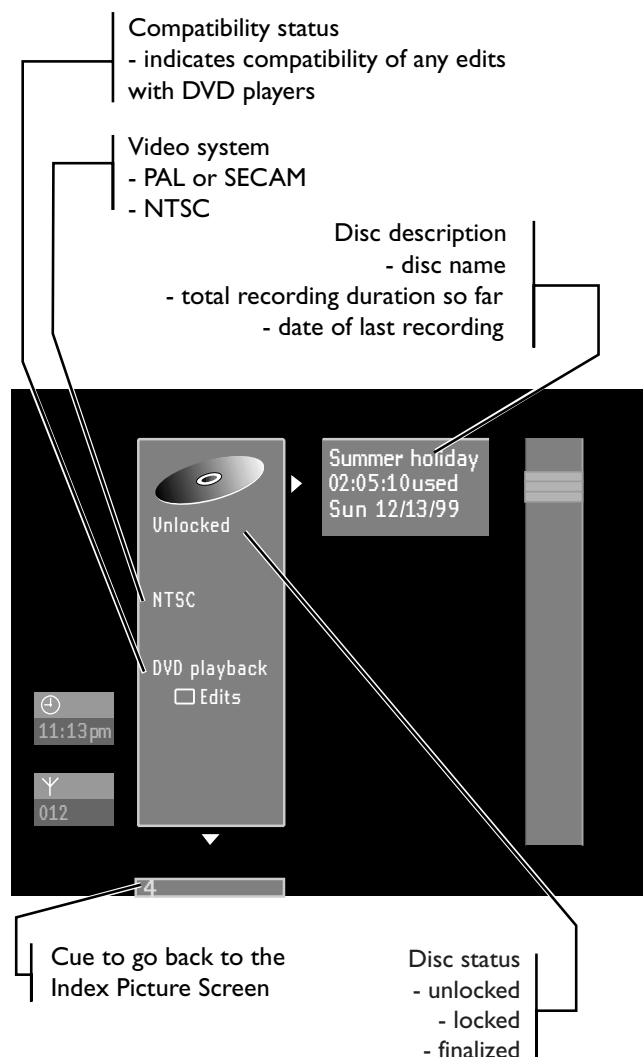 Compatibility status
- indicates compatibility of any edits
with DVD players
Video system
- PAL or SECAM
- NTSC
Disc description
- disc name
- total recording duration so far
- date of last recording
Summer holiday
02:05:10 used
Sun 12/13/99
Unlocked
NTSC
DVD playback
Edits
11:13pm
012
4
Cue to go back to the
Index Picture Screen
Disc status
- unlocked
- locked
- finalized